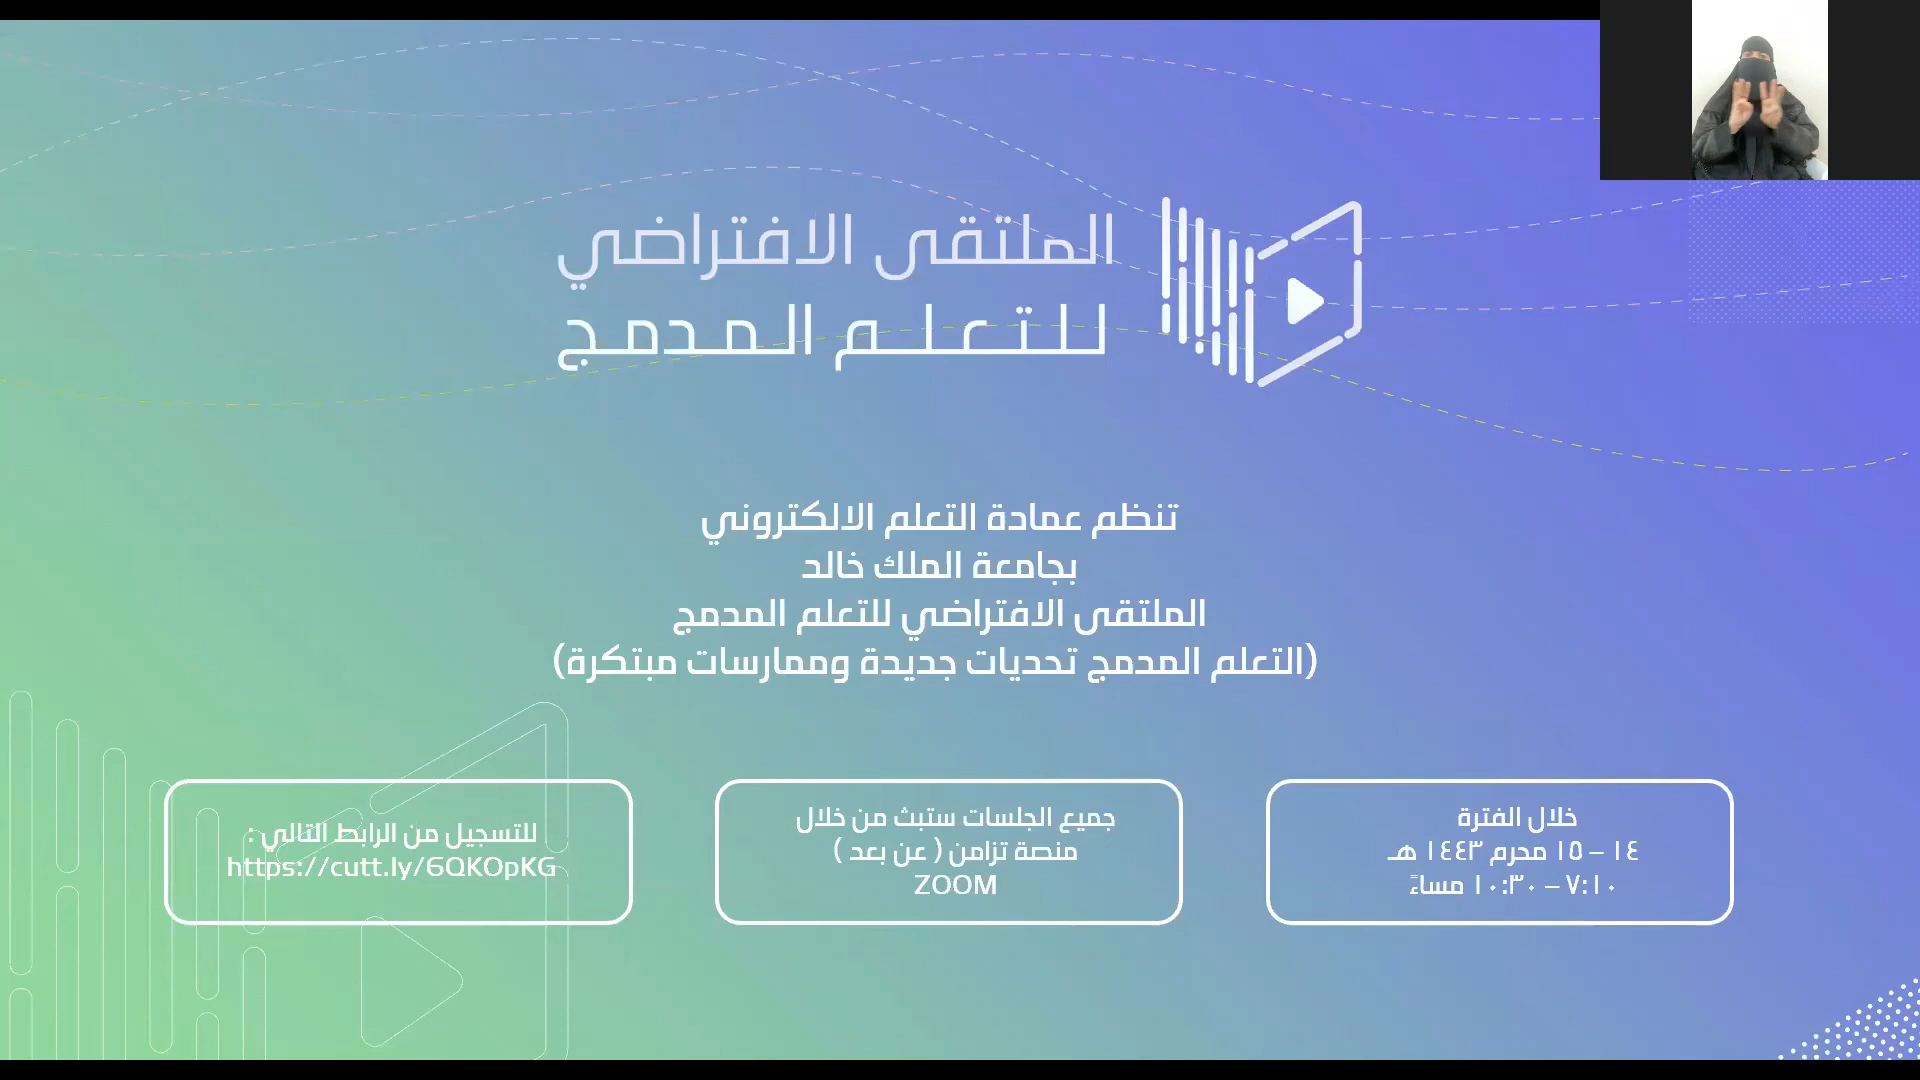 الملتقى الافتراضي
للتعلم المدمج
تنظم عمادة التعلم الالكتروني
بجامعة الملك خالد
الملتقى الافتراضي للتعلم المدمج
(التعلم المدمج تحديات جديدة وممارسات مبتكرة)
خلال الفترة
١٤ – ١٥ محرم ١٤٤٣ هـ
٧:١٠ – ١٠:٣٠ مساءً
جميع الجلسات ستبث من خلال
منصة تزامن ( عن بعد )
ZOOM
للتسجيل من الرابط التالي :
https://cutt.ly/6QKOpKG